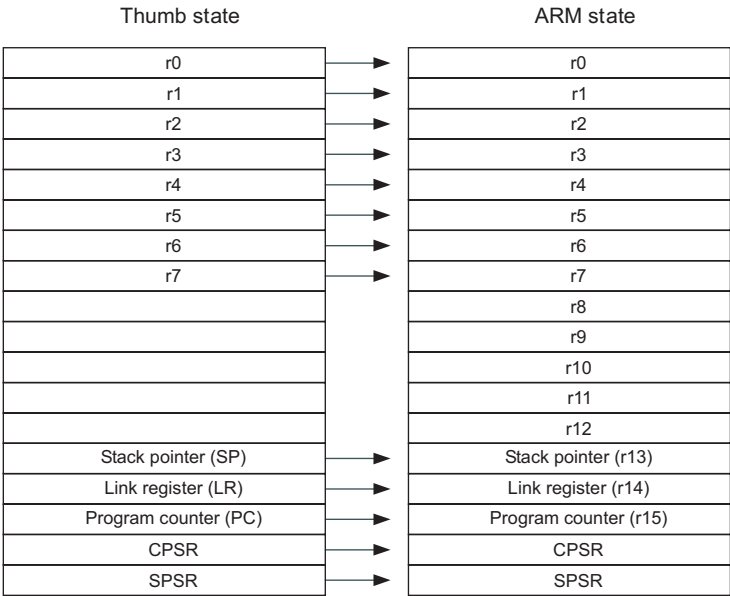 Thumb state ARM state
r0 r0
r1 r1
r2 r2
r3 r3
r4 r4
r5 r5
r6 r6
r7 r7
r8
r9
r10
r11
r12
Stack pointer (SP) Stack pointer (r13)
Link register (LR) Link register (r14)
Program counter (PC) Program counter (r15)
CPSR CPSR
SPSR SPSR